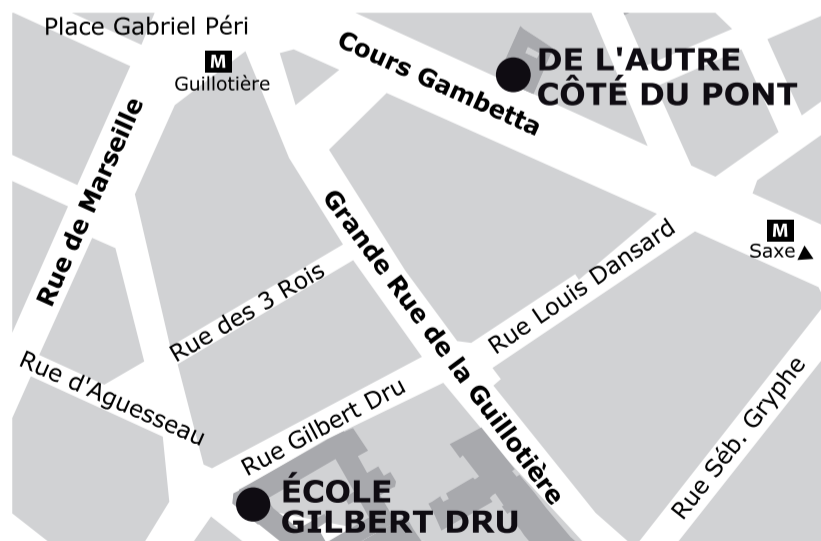 Place Gabriel Péri
M
Guillotière
Cours Gambetta
DE L'AUTRE
CÔTÉ DU PONT
Rue de Marseille
Grande Rue de la Guillotière
M
Saxe
Rue des 3 Rois
Rue Louis Dansard
Rue d'Aguesseau
Rue Gilbert Dru
Rue Séb. Gryphe
ÉCOLE
GILBERT DRU